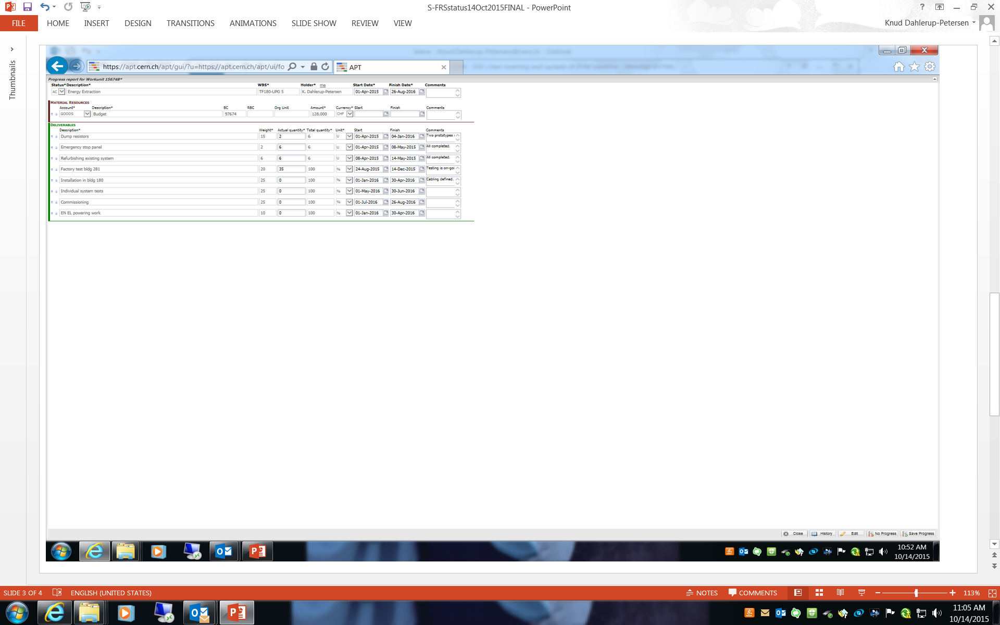 S-FRSstatus14Oct2015FINAL - PowerPoint
FILE HOME INSERT DESIGN TRANSITIONS ANIMATIONS SLIDE SHOW REVIEW VIEW
Knud Dahlerup-Petersen
Thumbnails
https://apt.cern.ch/apt/gui/?u=https://apt.cern.ch/apt/ui/fo
APT
Progress report for Workunit 156748*
Status* Description* WBS* Holder* me Start Date* Finish Date* Comments
AC Energy Extraction TF180-UPG 5 K. Dahlerup-Petersen 01-Apr-2015 26-Aug-2016
MATERIAL RESOURCES
Account* Description* BC RBC Org Unit Amount* Currency* Start Finish Comments
GOODS Budget 97674 128,000 CHF
DELIVERABLES
Description* Weight* Actual quantity* Total quantity* Unit* Start Finish Comments
Dump resistors 15 2 6 U 01-Apr-2015 04-Jan-2016 Two prototypes
Emergency stop panel 2 6 6 U 01-Apr-2015 08-May-2015 All completed.
Refurbishing existing system 6 6 6 U 08-Apr-2015 14-May-2015 All completed.
Factory test bldg 281 20 35 100 % 24-Aug-2015 14-Dec-2015 Testing is on-goi
Installation in bldg 180 25 0 100 % 01-Jan-2016 30-Apr-2016 Cabling defined.
Individual system tests 25 0 100 % 01-May-2016 30-Jun-2016
Commissioning 25 0 100 % 01-Jul-2016 26-Aug-2016
EN EL powering work 10 0 100 % 01-Jan-2016 30-Apr-2016
Close History Edit No Progress Save Progress
10:52 AM
10/14/2015
SLIDE 3 OF 4 ENGLISH (UNITED STATES) NOTES COMMENTS 113%
11:05 AM
10/14/2015